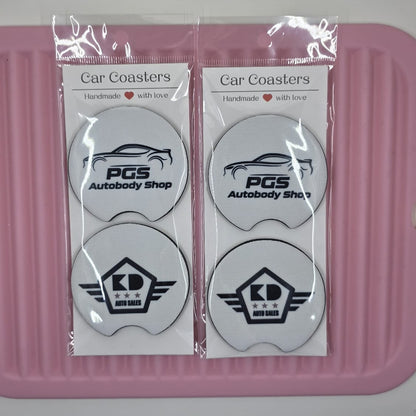 Car Coasters
Handmade ❤ with love
PGS
Autobody Shop
KD
★★★
AUTO SALES
Car Coasters
Handmade ❤ with love
PGS
Autobody Shop
KD
★★★
AUTO SALES